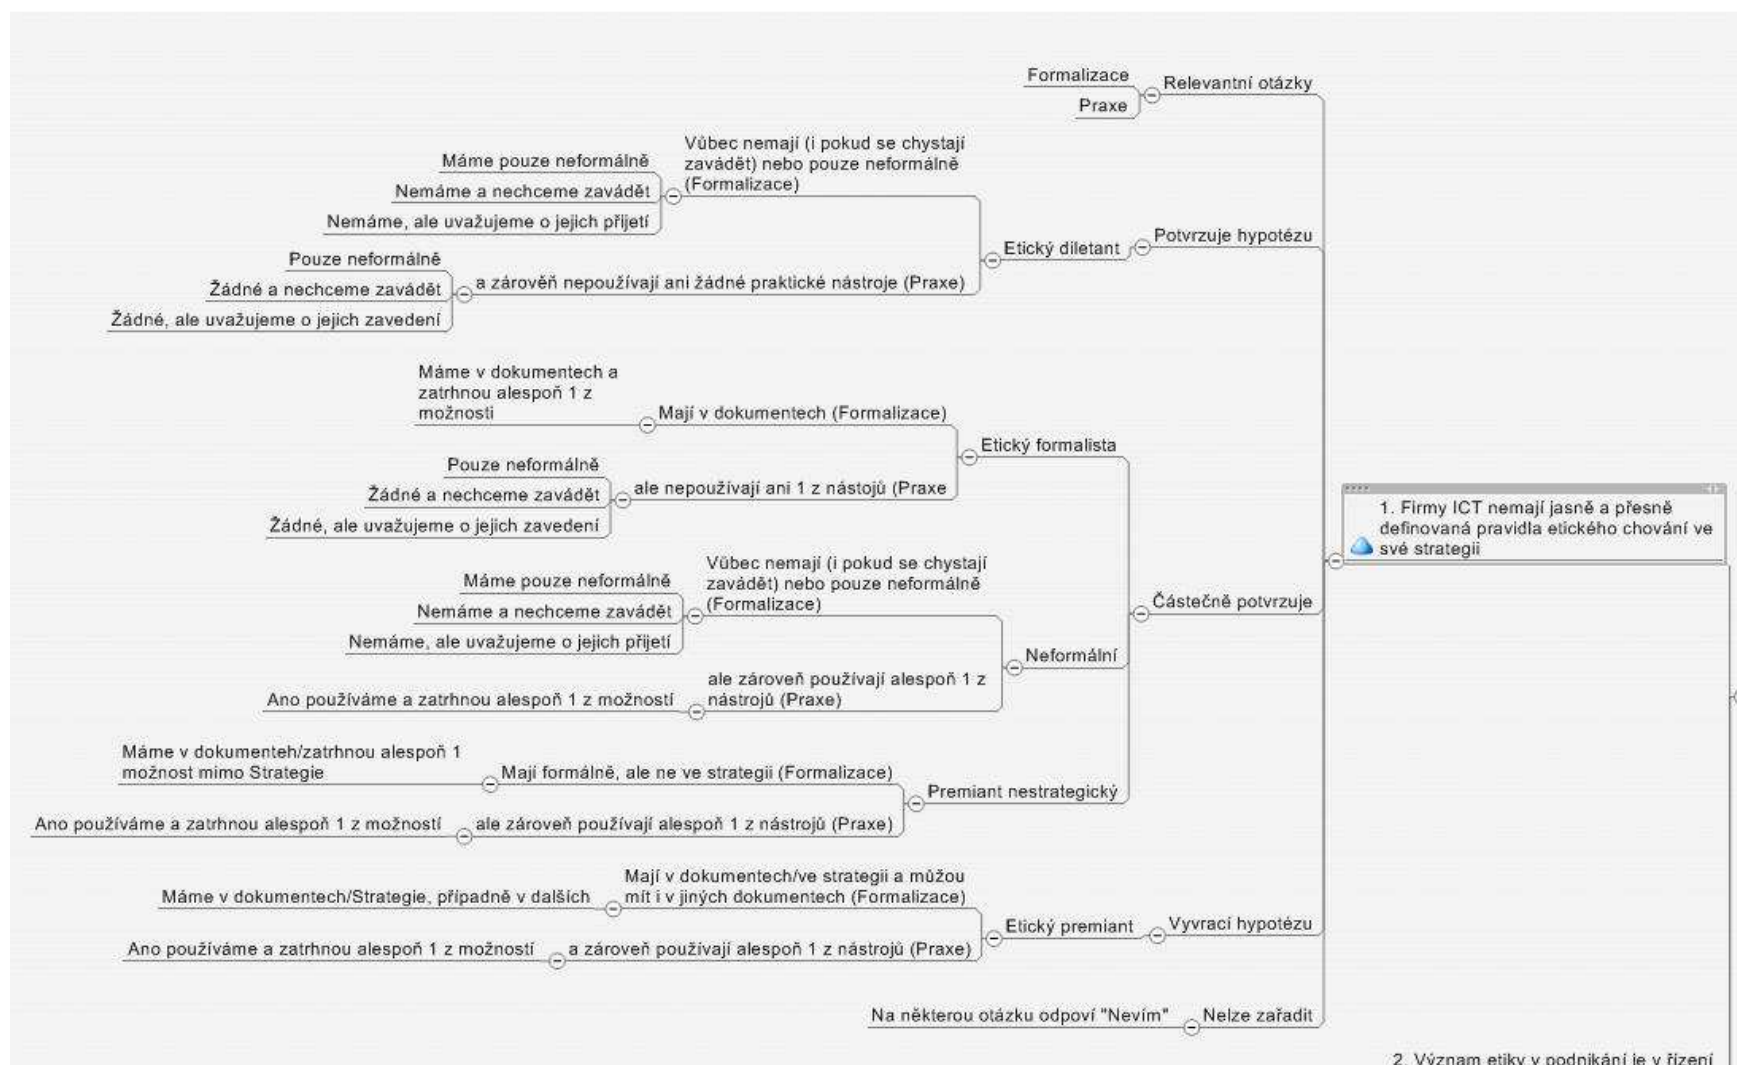 Formalizace
Relevantní otázky
Praxe
Vůbec nemají (i pokud se chystají
zavádět) nebo pouze neformálně
(Formalizace)
Máme pouze neformálně
Nemáme a nechceme zavádět
Nemáme, ale uvažujeme o jejich přijetí
Potvrzuje hypotézu
Etický diletant
Pouze neformálně
Žádné a nechceme zavádět
Žádné, ale uvažujeme o jejich zavedení
a zárověň nepoužívají ani žádné praktické nástroje (Praxe)
Máme v dokumentech a
zatrhnou alespoň 1 z
možnosti
Mají v dokumentech (Formalizace)
Etický formalista
Pouze neformálně
Žádné a nechceme zavádět
Žádné, ale uvažujeme o jejich zavedení
ale nepoužívají ani 1 z nástojů (Praxe
1. Firmy ICT nemají jasně a přesně
definovaná pravidla etického chování ve
své strategii
Vůbec nemají (i pokud se chystají
zavádět) nebo pouze neformálně
(Formalizace)
Máme pouze neformálně
Nemáme a nechceme zavádět
Nemáme, ale uvažujeme o jejich přijetí
Částečně potvrzuje
Neformální
ale zároveň používají alespoň 1 z
nástrojů (Praxe)
Ano používáme a zatrhnou alespoň 1 z možností
Máme v dokumenteh/zatrhnou alespoň 1
možnost mimo Strategie
Mají formálně, ale ne ve strategii (Formalizace)
Premiant nestrategický
Ano používáme a zatrhnou alespoň 1 z možností
ale zároveň používají alespoň 1 z nástrojů (Praxe)
Mají v dokumentech/ve strategii a můžou
mít i v jiných dokumentech (Formalizace)
Máme v dokumentech/Strategie, případně v dalších
Etický premiant
Vyvrací hypotézu
Ano používáme a zatrhnou alespoň 1 z možností
a zároveň používají alespoň 1 z nástrojů (Praxe)
Na některou otázku odpoví "Nevím"
Nelze zařadit
2. Význam etiky v podnikání je v řízení